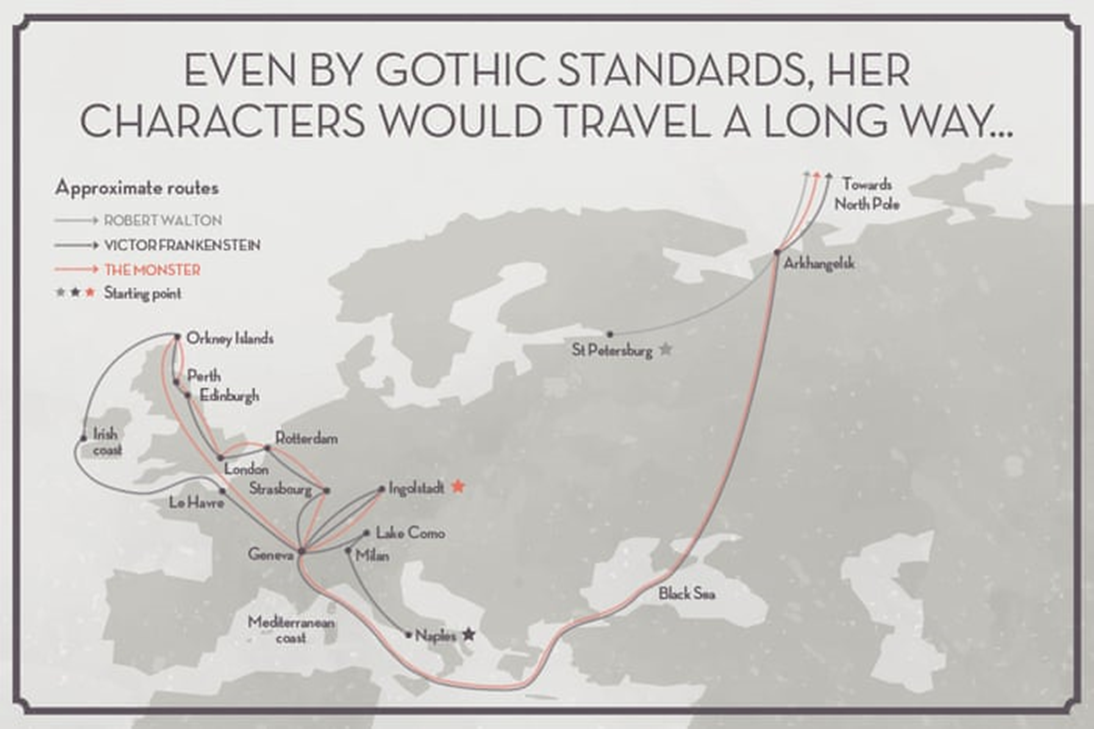 EVEN BY GOTHIC STANDARDS, HER
CHARACTERS WOULD TRAVEL A LONG WAY...
Approximate routes
ROBERT WALTON
VICTOR FRANKENSTEIN
THE MONSTER
Starting point
Towards
North Pole
Arkhangelsk
St Petersburg
Orkney Islands
Perth
Edinburgh
Irish
coast
Rotterdam
London
Strasbourg
Ingolstadt
Le Havre
Lake Como
Geneva
Milan
Black Sea
Mediterranean
coast
Naples